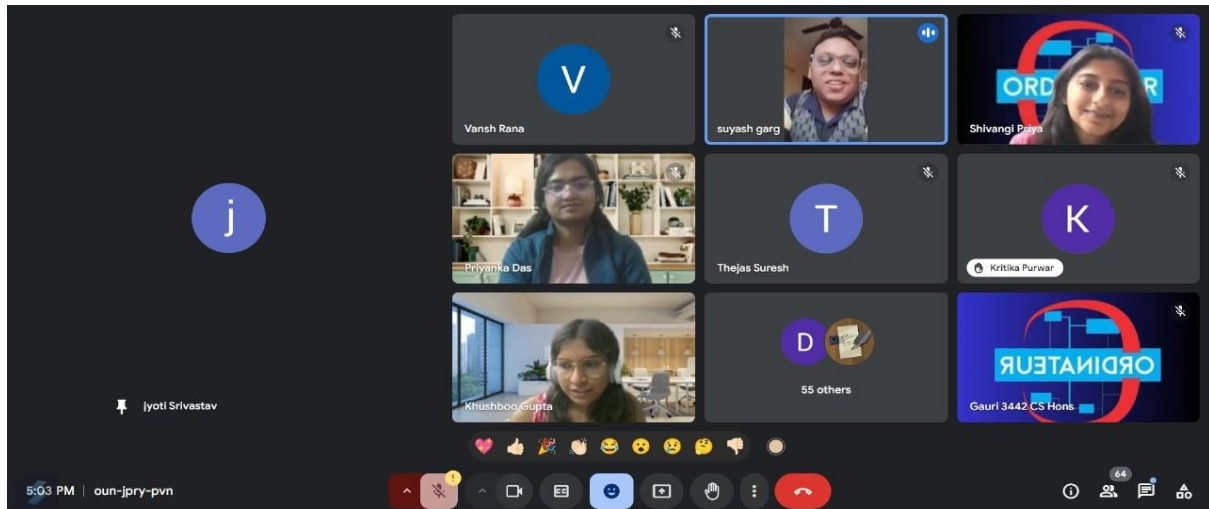 j
jyoti Srivastav
V
Vansh Rana
suyash garg
ORD R
Shivangi Priya
Priyanka Das
T
Thejas Suresh
K
Kritika Purwar
Khushboo Gupta
D
55 others
ORDINATEUR
Gauri 3442 CS Hons
5:03 PM | oun-jpry-pvn
CC
64